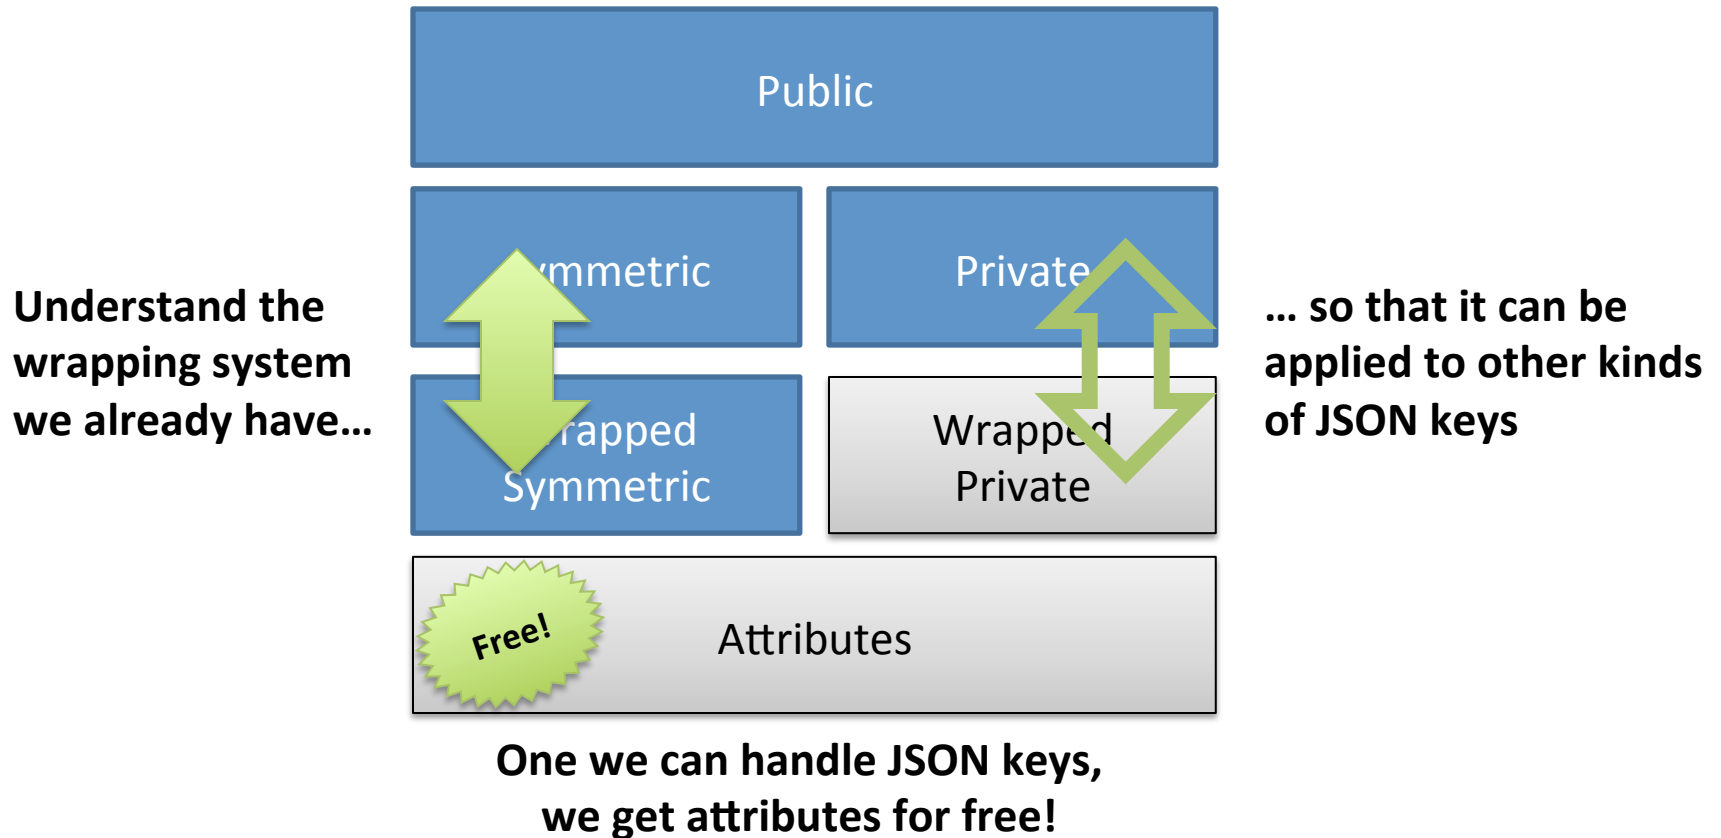 Public
ymmetric
Private
Understand the
wrapping system
we already have...
... so that it can be
applied to other kinds
of JSON keys
rapped
Symmetric
Wrapped
Private
Free!
Attributes
One we can handle JSON keys,
we get attributes for free!